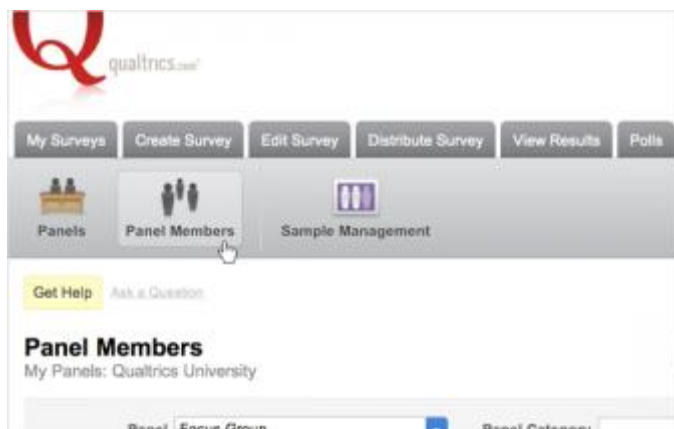 Qualtrics.com
My Surveys Create Survey Edit Survey Distribute Survey View Results Polls
Panels Panel Members Sample Management
Get Help Ask a Question
Panel Members
My Panels: Qualtrics University
Panel Focus Group Panel Category